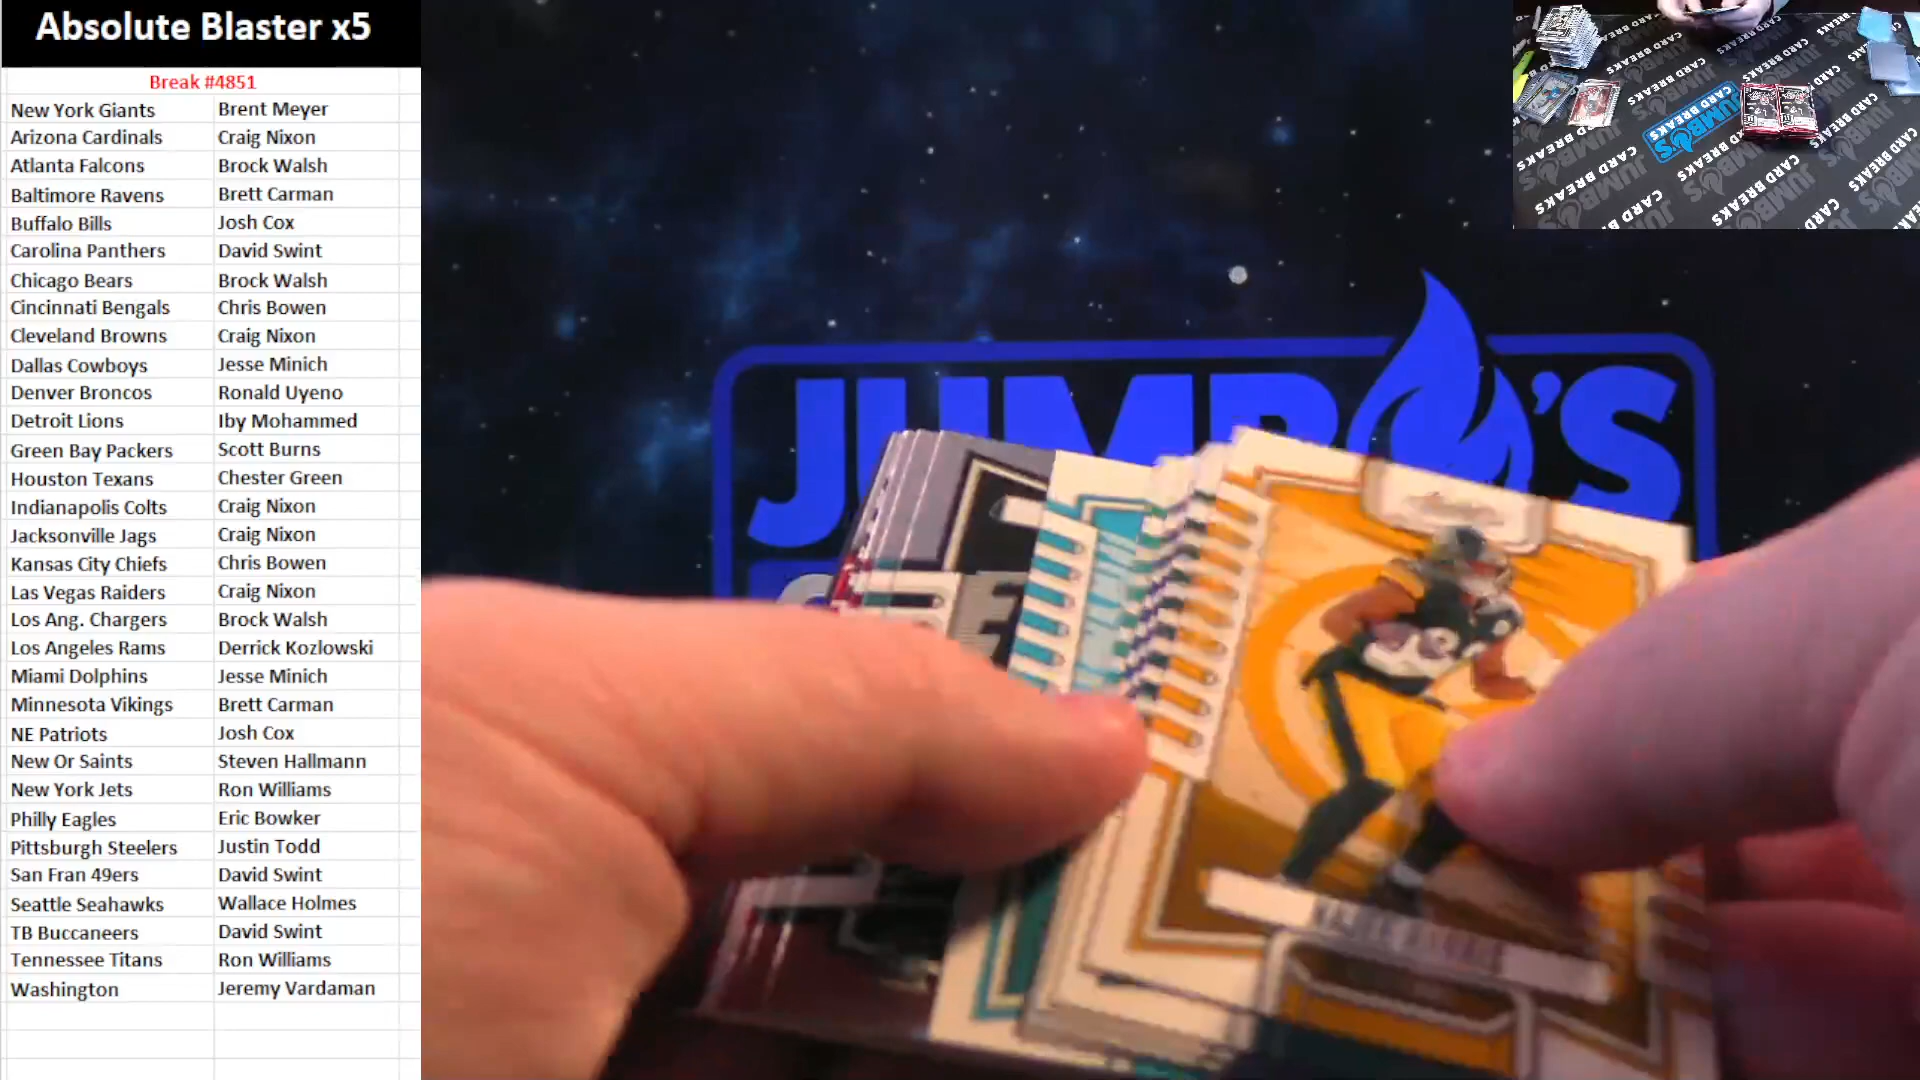 Absolute Blaster x5
Break #4851
New York Giants Brent Meyer
Arizona Cardinals Craig Nixon
Atlanta Falcons Brock Walsh
Baltimore Ravens Brett Carman
Buffalo Bills Josh Cox
Carolina Panthers David Swint
Chicago Bears Brock Walsh
Cincinnati Bengals Chris Bowen
Cleveland Browns Craig Nixon
Dallas Cowboys Jesse Minich
Denver Broncos Ronald Uyeno
Detroit Lions Iby Mohammed
Green Bay Packers Scott Burns
Houston Texans Chester Green
Indianapolis Colts Craig Nixon
Jacksonville Jags Craig Nixon
Kansas City Chiefs Chris Bowen
Las Vegas Raiders Craig Nixon
Los Ang. Chargers Brock Walsh
Los Angeles Rams Derrick Kozlowski
Miami Dolphins Jesse Minich
Minnesota Vikings Brett Carman
NE Patriots Josh Cox
New Or Saints Steven Hallmann
New York Jets Ron Williams
Philly Eagles Eric Bowker
Pittsburgh Steelers Justin Todd
San Fran 49ers David Swint
Seattle Seahawks Wallace Holmes
TB Buccaneers David Swint
Tennessee Titans Ron Williams
Washington Jeremy Vardaman
JUMBO'S
JUMBO'S
CARD BREAKS